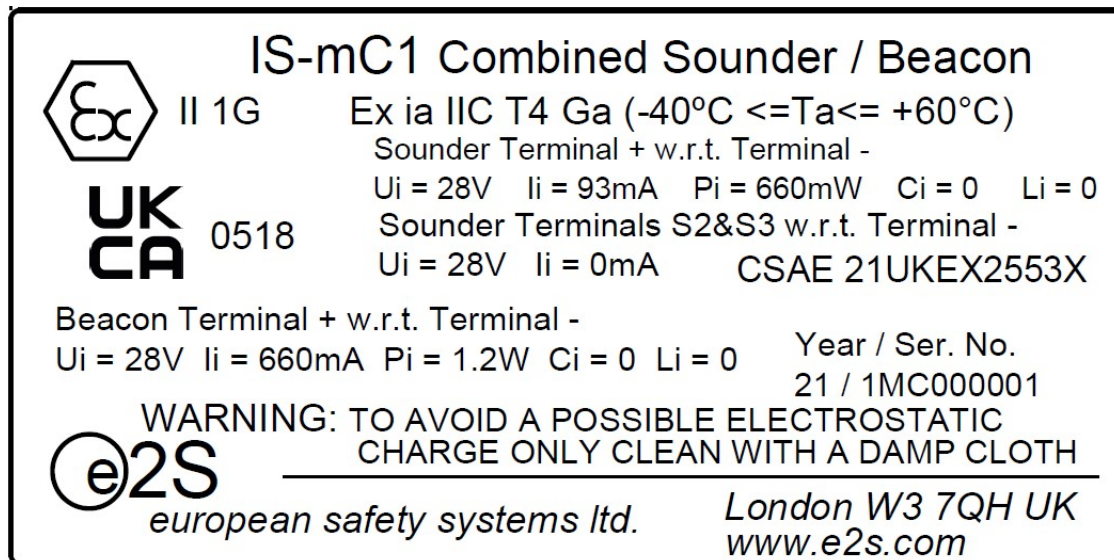 IS-mC1 Combined Sounder / Beacon
Ex II 1G Ex ia IIC T4 Ga (-40ºC <=Ta<= +60°C)
Sounder Terminal + w.r.t. Terminal -
Ui = 28V Ii = 93mA Pi = 660mW Ci = 0 Li = 0
UK
CA 0518
Sounder Terminals S2&S3 w.r.t. Terminal -
Ui = 28V Ii = 0mA CSAE 21UKEX2553X
Beacon Terminal + w.r.t. Terminal -
Ui = 28V Ii = 660mA Pi = 1.2W Ci = 0 Li = 0
Year / Ser. No.
21 / 1MC000001
WARNING: TO AVOID A POSSIBLE ELECTROSTATIC
CHARGE ONLY CLEAN WITH A DAMP CLOTH
e2S
european safety systems ltd.
London W3 7QH UK
www.e2s.com